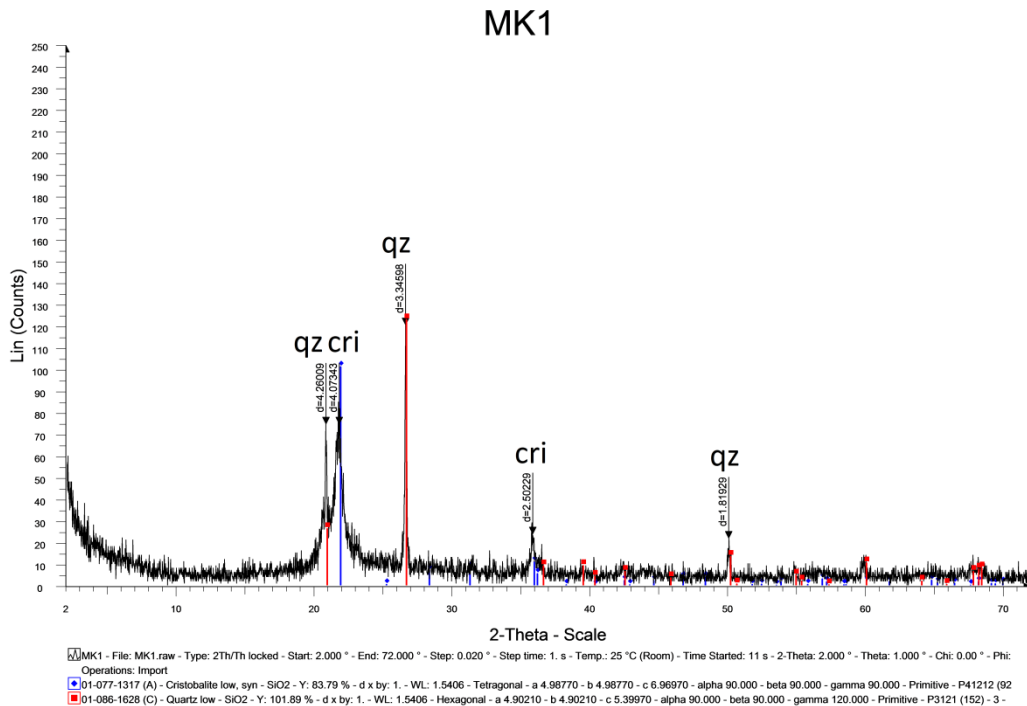 MK1
250
240
230
220
210
200
190
180
170
160
150
140
130
120
110
100
90
80
70
60
50
40
30
20
10
0
Lin (Counts)
qz
d=3.34598
qz cri
d=4.26009
d=4.07343
cri
d=2.50229
qz
d=1.81929
2 10 20 30 40 50 60 70
2-Theta - Scale
MK1 - File: MK1.raw - Type: 2Th/Th locked - Start: 2.000 ° - End: 72.000 ° - Step: 0.020 ° - Step time: 1. s - Temp.: 25 °C (Room) - Time Started: 11 s - 2-Theta: 2.000 ° - Theta: 1.000 ° - Chi: 0.00 ° - Phi:
Operations: Import
01-077-1317 (A) - Cristobalite low, syn - SiO2 - Y: 83.79 % - d x by: 1. - WL: 1.5406 - Tetragonal - a 4.98770 - b 4.98770 - c 6.96970 - alpha 90.000 - beta 90.000 - gamma 90.000 - Primitive - P41212 (92
01-086-1628 (C) - Quartz low - SiO2 - Y: 101.89 % - d x by: 1. - WL: 1.5406 - Hexagonal - a 4.90210 - b 4.90210 - c 5.39970 - alpha 90.000 - beta 90.000 - gamma 120.000 - Primitive - P3121 (152) - 3 -